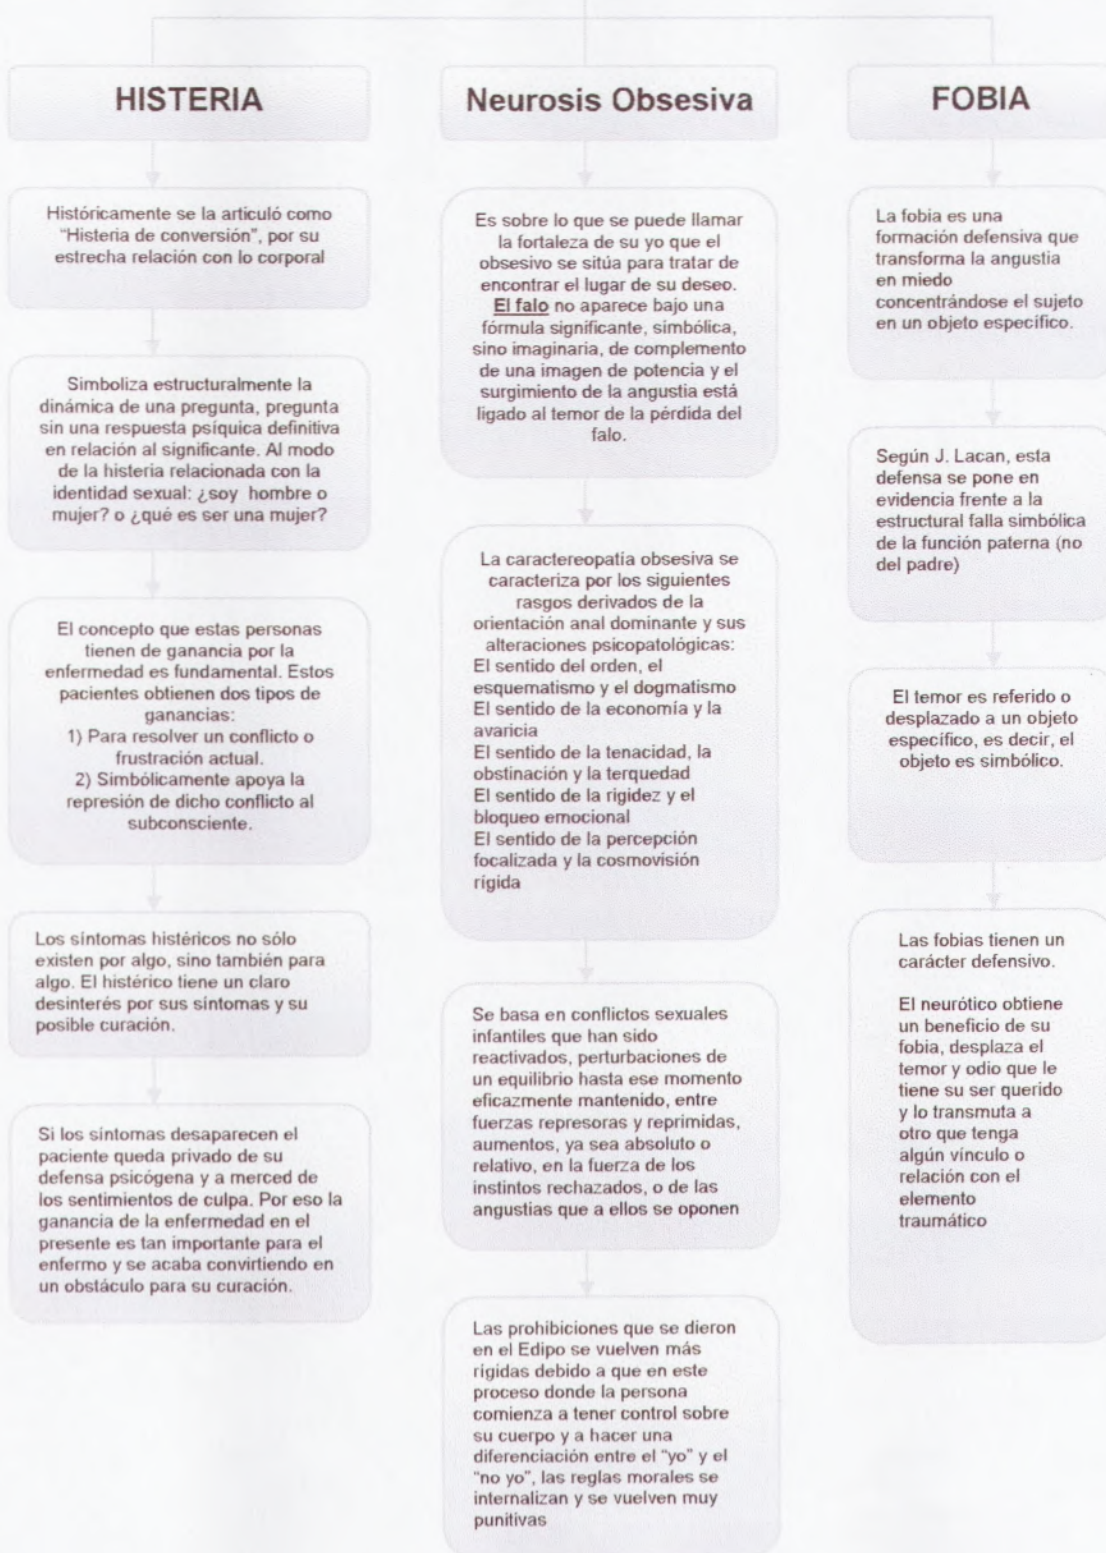 HISTERIA
Históricamente se la articuló como
“Histeria de conversión”, por su
estrecha relación con lo corporal
Simboliza estructuralmente la
dinámica de una pregunta, pregunta
sin una respuesta psíquica definitiva
en relación al significante. Al modo
de la histeria relacionada con la
identidad sexual: ¿soy hombre o
mujer? o ¿qué es ser una mujer?
El concepto que estas personas
tienen de ganancia por la
enfermedad es fundamental. Estos
pacientes obtienen dos tipos de
ganancias:
1) Para resolver un conflicto o
frustración actual.
2) Simbólicamente apoya la
represión de dicho conflicto al
subconsciente.
Los síntomas histéricos no sólo
existen por algo, sino también para
algo. El histérico tiene un claro
desinterés por sus síntomas y su
posible curación.
Si los síntomas desaparecen el
paciente queda privado de su
defensa psicógena y a merced de
los sentimientos de culpa. Por eso la
ganancia de la enfermedad en el
presente es tan importante para el
enfermo y se acaba convirtiendo en
un obstáculo para su curación.
Neurosis Obsesiva
Es sobre lo que se puede llamar
la fortaleza de su yo que el
obsesivo se sitúa para tratar de
encontrar el lugar de su deseo.
El falo no aparece bajo una
fórmula significante, simbólica,
sino imaginaria, de complemento
de una imagen de potencia y el
surgimiento de la angustia está
ligado al temor de la pérdida del
falo.
La caractereopatía obsesiva se
caracteriza por los siguientes
rasgos derivados de la
orientación anal dominante y sus
alteraciones psicopatológicas:
El sentido del orden, el
esquematismo y el dogmatismo
El sentido de la economía y la
avaricia
El sentido de la tenacidad, la
obstinación y la terquedad
El sentido de la rigidez y el
bloqueo emocional
El sentido de la percepción
focalizada y la cosmovisión
rígida
Se basa en conflictos sexuales
infantiles que han sido
reactivados, perturbaciones de
un equilibrio hasta ese momento
eficazmente mantenido, entre
fuerzas represoras y reprimidas,
aumentos, ya sea absoluto o
relativo, en la fuerza de los
instintos rechazados, o de las
angustias que a ellos se oponen
Las prohibiciones que se dieron
en el Edipo se vuelven más
rígidas debido a que en este
proceso donde la persona
comienza a tener control sobre
su cuerpo y a hacer una
diferenciación entre el “yo” y el
“no yo”, las reglas morales se
internalizan y se vuelven muy
punitivas
FOBIA
La fobia es una
formación defensiva que
transforma la angustia
en miedo
concentrándose el sujeto
en un objeto específico.
Según J. Lacan, esta
defensa se pone en
evidencia frente a la
estructural falla simbólica
de la función paterna (no
del padre)
El temor es referido o
desplazado a un objeto
específico, es decir, el
objeto es simbólico.
Las fobias tienen un
carácter defensivo.
El neurótico obtiene
un beneficio de su
fobia, desplaza el
temor y odio que le
tiene su ser querido
y lo transmuta a
otro que tenga
algún vínculo o
relación con el
elemento
traumático